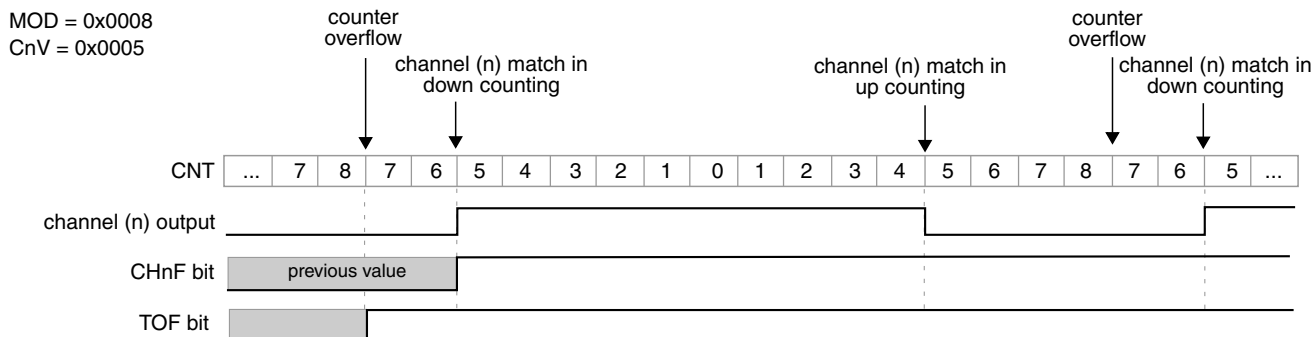 MOD = 0x0008
CnV = 0x0005
counter
overflow
channel (n) match in
down counting
channel (n) match in
up counting
counter
overflow
channel (n) match in
down counting
CNT ... 7 8 7 6 5 4 3 2 1 0 1 2 3 4 5 6 7 8 7 6 5 ...
channel (n) output
CHnF bit previous value
TOF bit